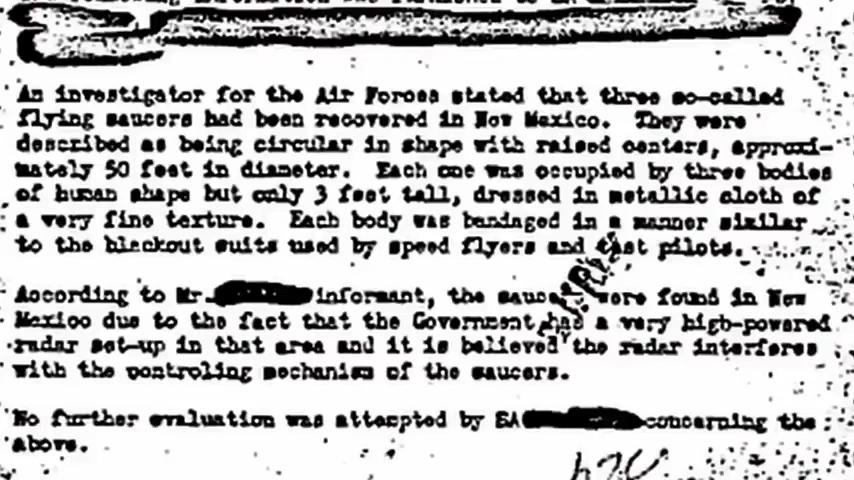 An investigator for the Air Forces stated that three so-called
flying saucers had been recovered in New Mexico. They were
described as being circular in shape with raised centers, approxi-
mately 50 feet in diameter. Each one was occupied by three bodies
of human shape but only 3 feet tall, dressed in metallic cloth of
a very fine texture. Each body was bandaged in a manner similar
to the blackout suits used by speed flyers and test pilots.
According to Mr. informant, the saucers were found in New
Mexico due to the fact that the Government has a very high-powered
radar set-up in that area and it is believed the radar interferes
with the controling mechanism of the saucers.
No further evaluation was attempted by SA concerning the
above.